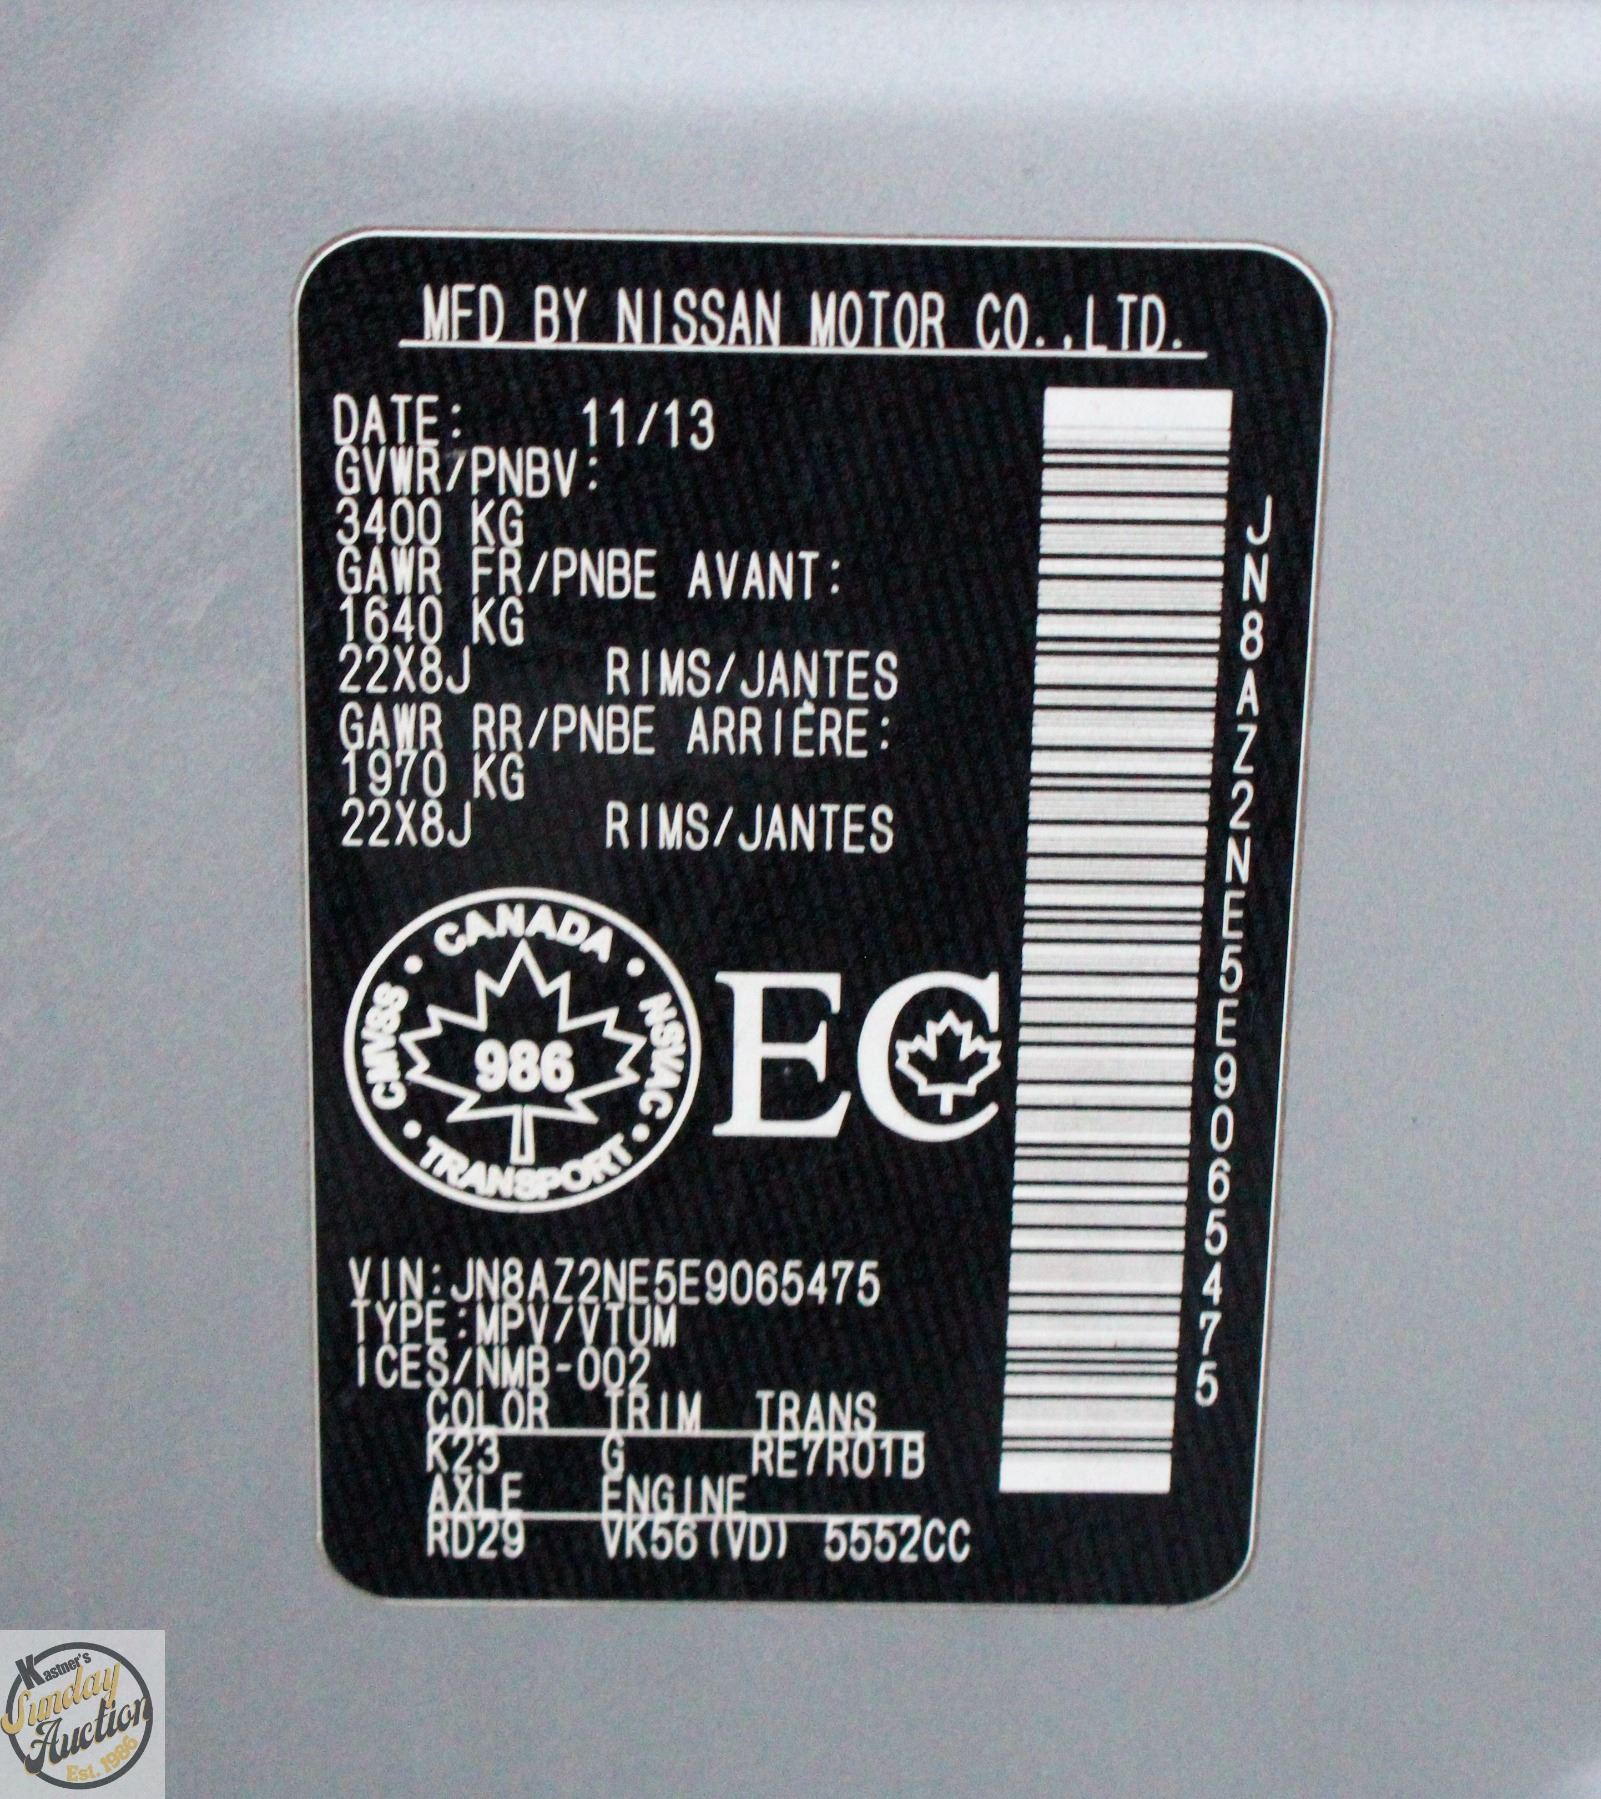 MFD BY NISSAN MOTOR CO.,LTD.
DATE: 11/13
GVWR/PNBV:
3400 KG
GAWR FR/PNBE AVANT:
1640 KG
22X8J RIMS/JANTES
GAWR RR/PNBE ARRIÈRE:
1970 KG
22X8J RIMS/JANTES
CANADA
CMVSS
986
NSVAC
TRANSPORT
EC
VIN:JN8AZ2NE5E9065475
TYPE:MPV/VTUM
ICES/NMB-002
COLOR TRIM TRANS
K23 G RE7R01B
AXLE ENGINE
RD29 VK56(VD) 5552CC
JN8AZ2NE5E9065475
Kastner's
Sunday
Auction
Est. 1986